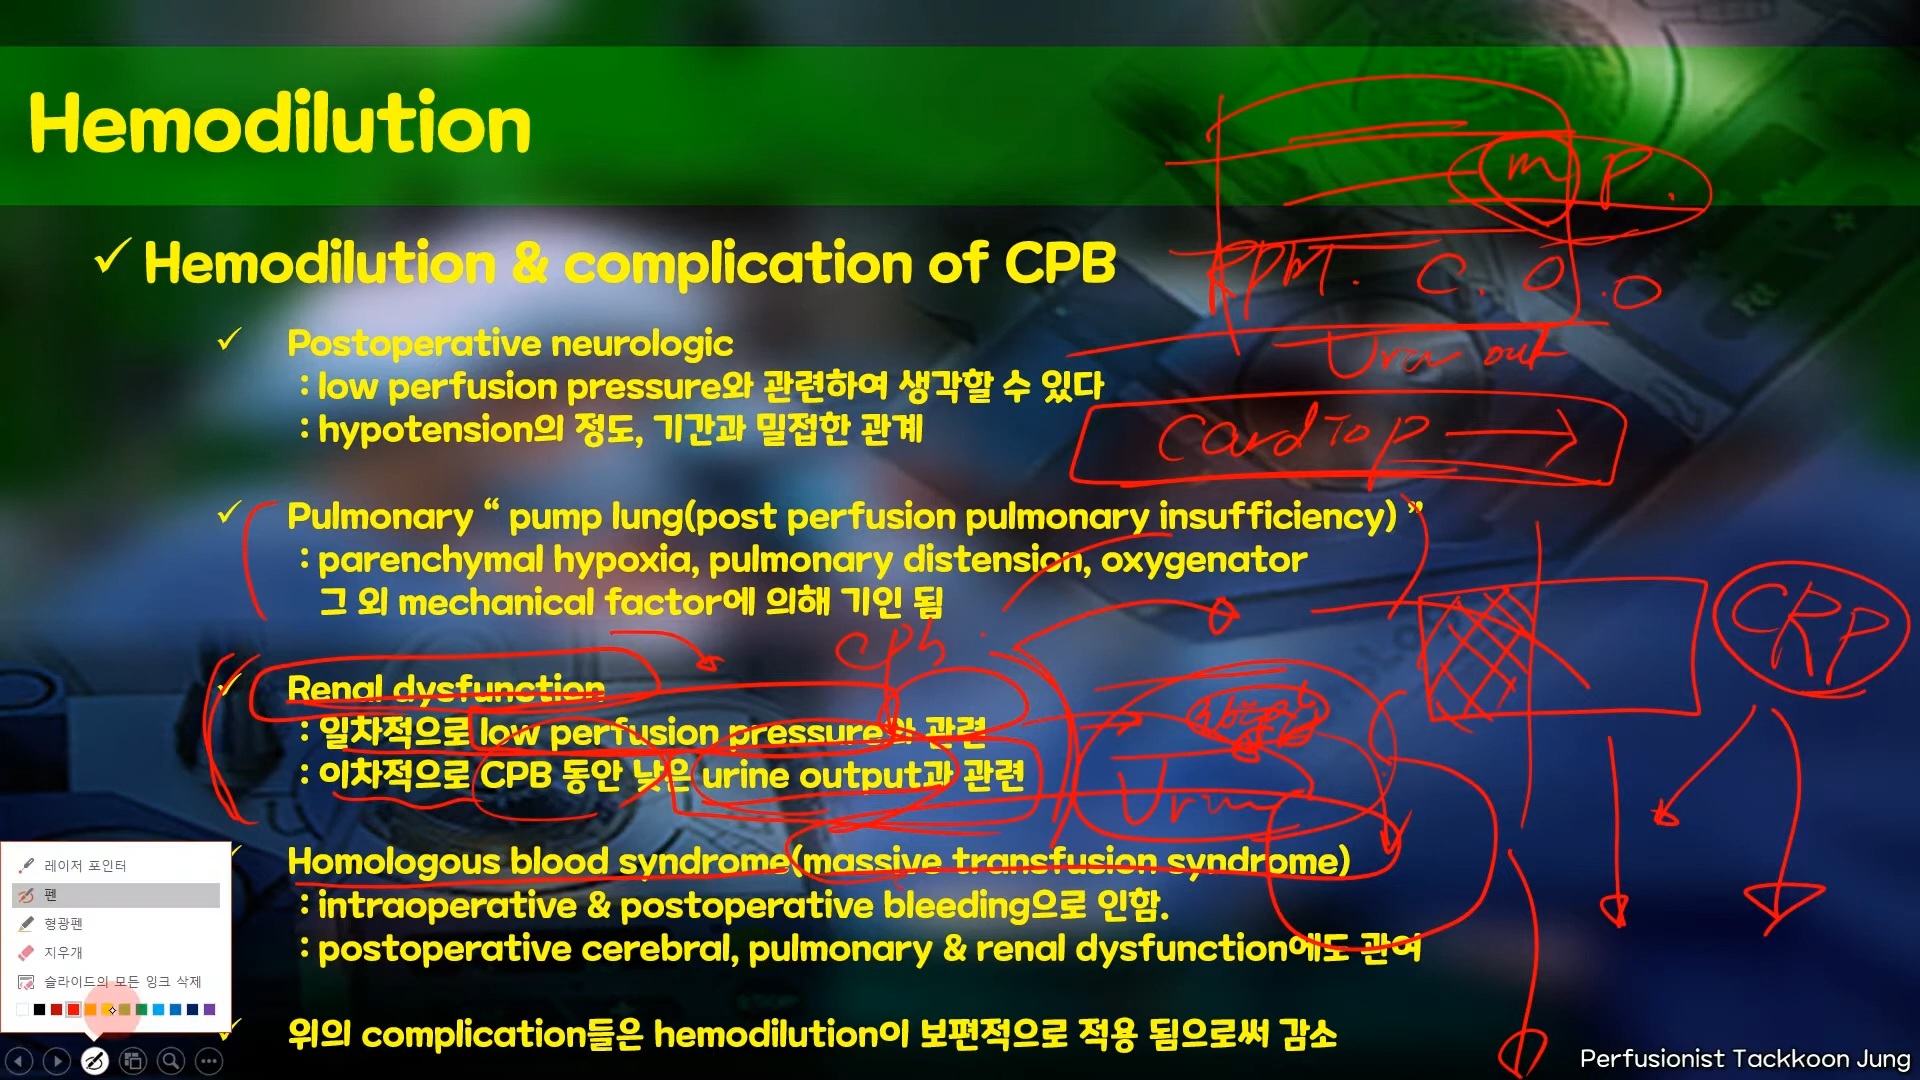 Hemodilution
m P.
✓ Hemodilution & complication of CPB
RPM. C. O .O
✓ Postoperative neurologic
: low perfusion pressure와 관련하여 생각할 수 있다
: hypotension의 정도, 기간과 밀접한 관계
✓ Pulmonary “ pump lung(post perfusion pulmonary insufficiency) ”
: parenchymal hypoxia, pulmonary distension, oxygenator
그 외 mechanical factor에 의해 기인 됨
CRP
✓ Renal dysfunction
: 일차적으로 low perfusion pressure와 관련
: 이차적으로 CPB 동안 낮은 urine output과 관련
✓ Homologous blood syndrome(massive transfusion syndrome)
: intraoperative & postoperative bleeding으로 인함.
: postoperative cerebral, pulmonary & renal dysfunction에도 관여
✓ 위의 complication들은 hemodilution이 보편적으로 적용 됨으로써 감소
레이저 포인터
펜
형광펜
지우개
슬라이드의 모든 잉크 삭제
Perfusionist Tackkoon Jung